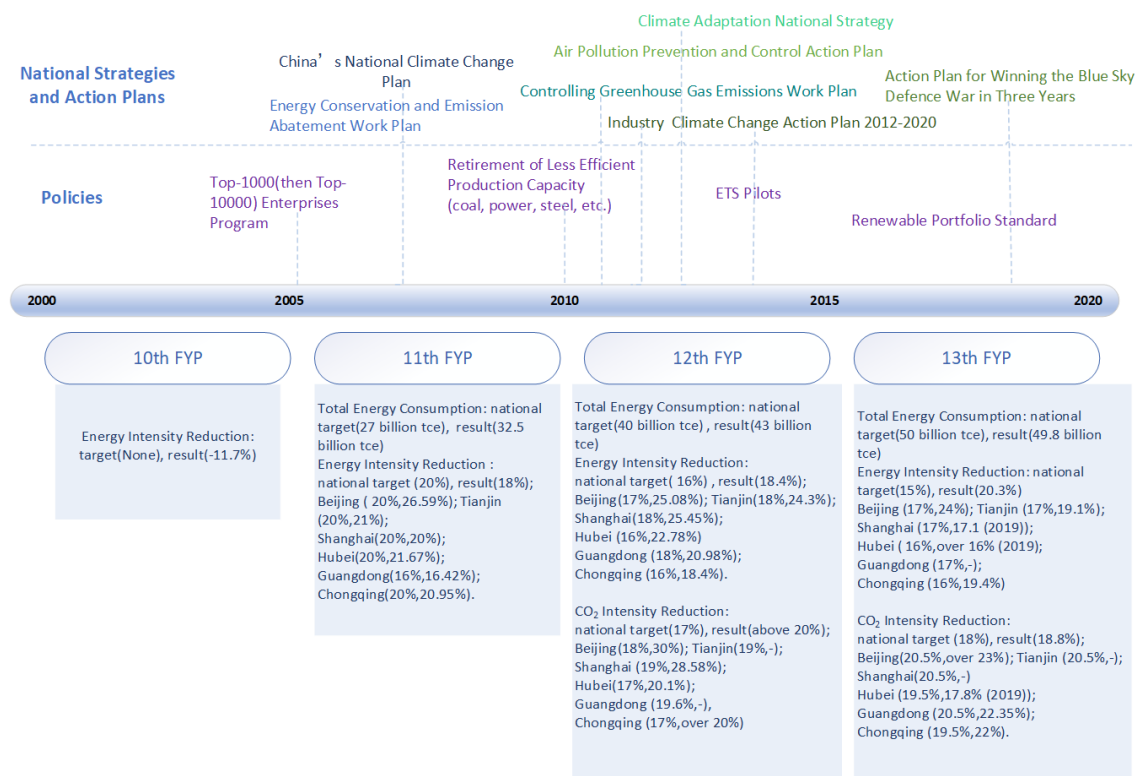 Climate Adaptation National Strategy
Air Pollution Prevention and Control Action Plan
National Strategies
and Action Plans
China's National Climate Change
Plan
Energy Conservation and Emission
Abatement Work Plan
Controlling Greenhouse Gas Emissions Work Plan
Industry Climate Change Action Plan 2012-2020
Action Plan for Winning the Blue Sky
Defence War in Three Years
Policies
Top-1000(then Top-
10000) Enterprises
Program
Retirement of Less Efficient
Production Capacity
(coal, power, steel, etc.)
ETS Pilots
Renewable Portfolio Standard
2000
2005
2010
2015
2020
10th FYP
Energy Intensity Reduction:
target(None), result(-11.7%)
11th FYP
Total Energy Consumption: national
target(27 billion tce), result(32.5
billion tce)
Energy Intensity Reduction :
national target (20%), result(18%);
Beijing ( 20%,26.59%); Tianjin
(20%,21%);
Shanghai(20%,20%);
Hubei(20%,21.67%);
Guangdong(16%,16.42%);
Chongqing(20%,20.95%).
12th FYP
Total Energy Consumption: national
target(40 billion tce) , result(43 billion
tce)
Energy Intensity Reduction:
national target( 16%) , result(18.4%);
Beijing(17%,25.08%); Tianjin(18%,24.3%);
Shanghai(18%,25.45%);
Hubei (16%,22.78%)
Guangdong (18%,20.98%);
Chongqing (16%,18.4%).
CO₂ Intensity Reduction:
national target(17%), result(above 20%);
Beijing(18%,30%); Tianjin(19%,-);
Shanghai (19%,28.58%);
Hubei(17%,20.1%);
Guangdong (19.6%,-),
Chongqing (17%,over 20%)
13th FYP
Total Energy Consumption: national
target(50 billion tce), result(49.8 billion
tce)
Energy Intensity Reduction: national
target(15%), result(20.3%)
Beijing (17%,24%); Tianjin (17%,19.1%);
Shanghai (17%,17.1 (2019));
Hubei ( 16%,over 16% (2019);
Guangdong (17%,-);
Chongqing (16%,19.4%)
CO₂ Intensity Reduction:
national target (18%), result(18.8%);
Beijing(20.5%,over 23%); Tianjin (20.5%,-);
Shanghai(20.5%,-)
Hubei (19.5%,17.8% (2019));
Guangdong (20.5%,22.35%);
Chongqing (19.5%,22%).